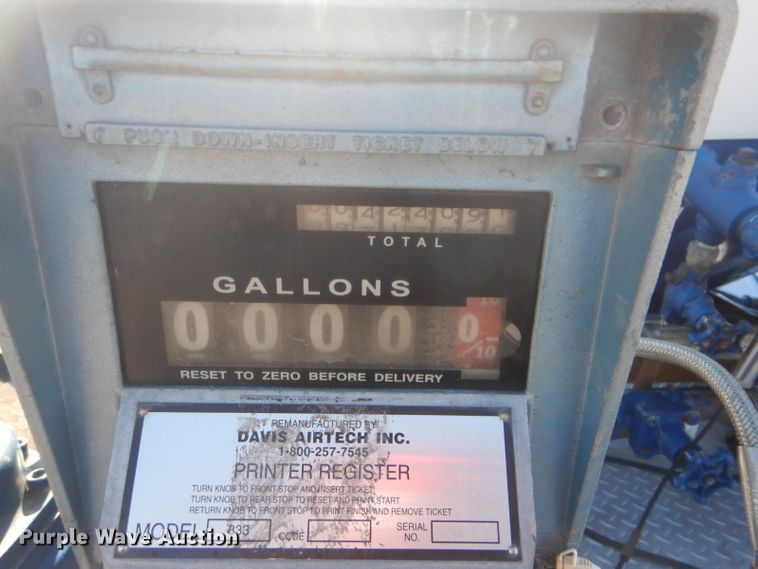 PUSH DOWN-INSERT TICKET BELOW
TOTAL
GALLONS
0 0 0 0 0/10
RESET TO ZERO BEFORE DELIVERY
REMANUFACTURED BY
DAVIS AIRTECH INC.
1-800-257-7545
PRINTER REGISTER
TURN KNOB TO FRONT STOP AND INSERT TICKET
TURN KNOB TO REAR STOP TO RESET AND PRINT START
RETURN KNOB TO FRONT STOP TO PRINT FINISH AND REMOVE TICKET
MODEL 833 CODE SERIAL NO.
Purple Wave Auction